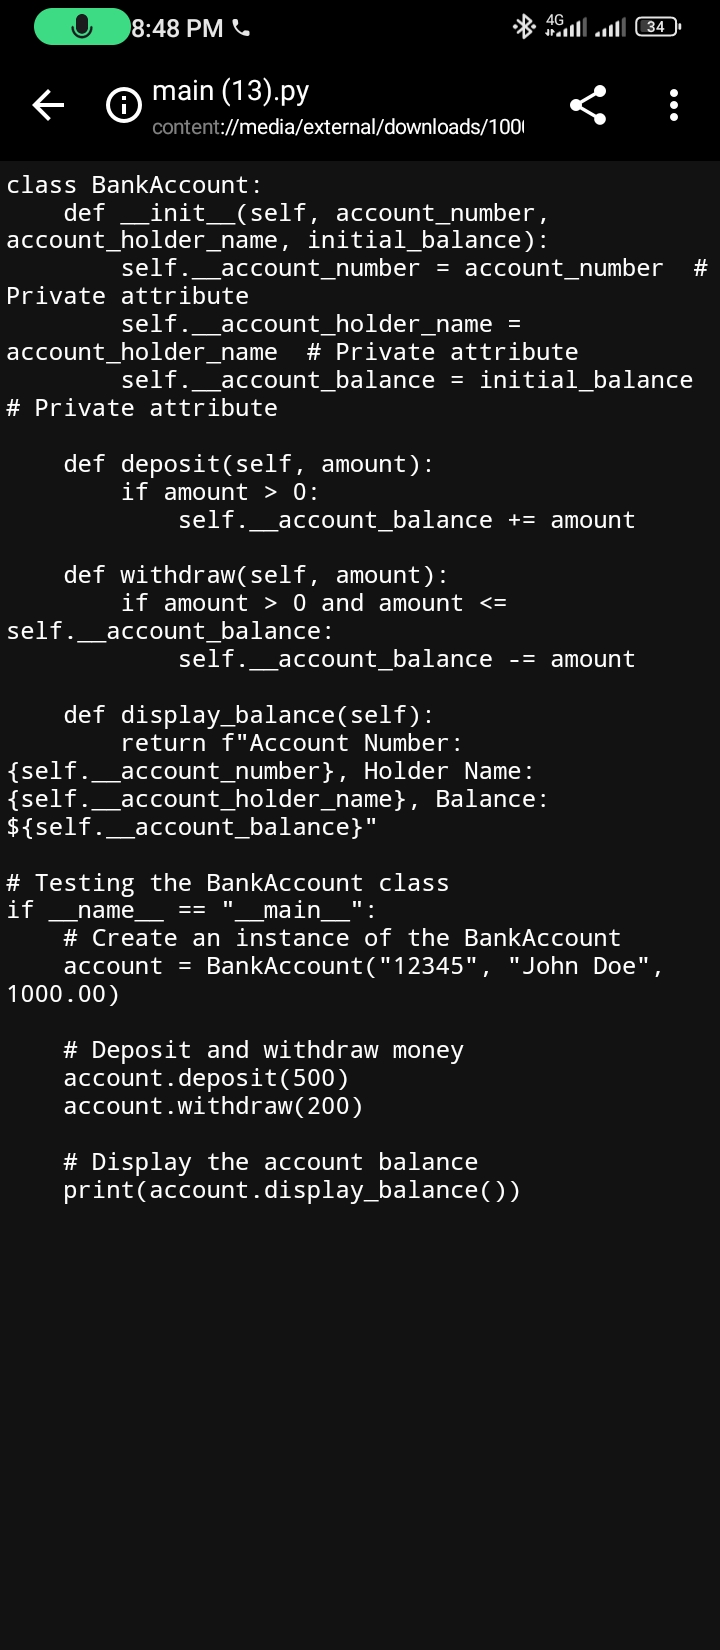 8:48 PM
4G
34
main (13).py
content://media/external/downloads/100
class BankAccount:
    def __init__(self, account_number,
account_holder_name, initial_balance):
        self.__account_number = account_number  #
Private attribute
        self.__account_holder_name =
account_holder_name  # Private attribute
        self.__account_balance = initial_balance
# Private attribute

    def deposit(self, amount):
        if amount > 0:
            self.__account_balance += amount

    def withdraw(self, amount):
        if amount > 0 and amount <=
self.__account_balance:
            self.__account_balance -= amount

    def display_balance(self):
        return f"Account Number:
{self.__account_number}, Holder Name:
{self.__account_holder_name}, Balance:
${self.__account_balance}"

# Testing the BankAccount class
if __name__ == "__main__":
    # Create an instance of the BankAccount
    account = BankAccount("12345", "John Doe",
1000.00)

    # Deposit and withdraw money
    account.deposit(500)
    account.withdraw(200)

    # Display the account balance
    print(account.display_balance())